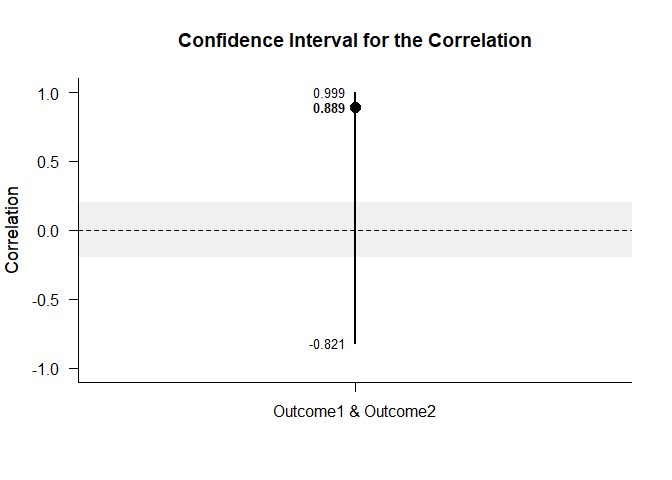 Confidence Interval for the Correlation
Correlation
1.0
0.5
0.0
-0.5
-1.0
0.999
0.889
-0.821
Outcome1 & Outcome2